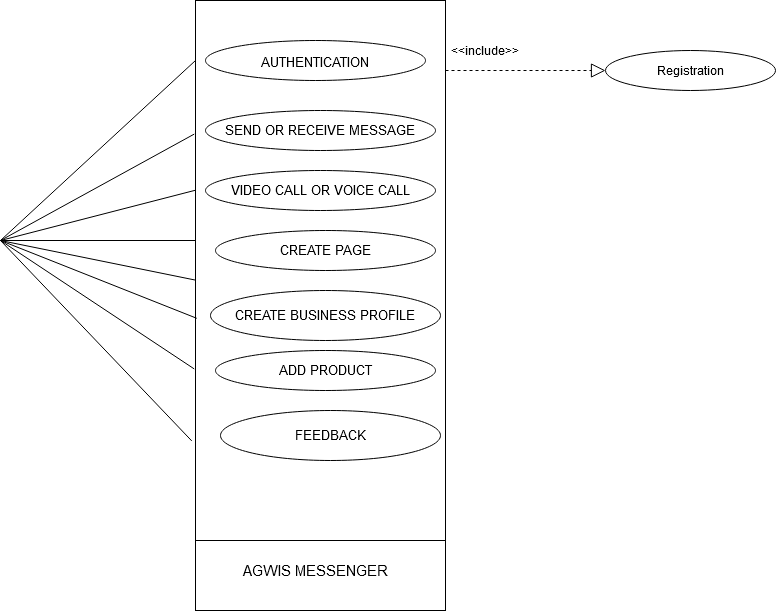 AUTHENTICATION
<<include>>
Registration
SEND OR RECEIVE MESSAGE
VIDEO CALL OR VOICE CALL
CREATE PAGE
CREATE BUSINESS PROFILE
ADD PRODUCT
FEEDBACK
AGWIS MESSENGER